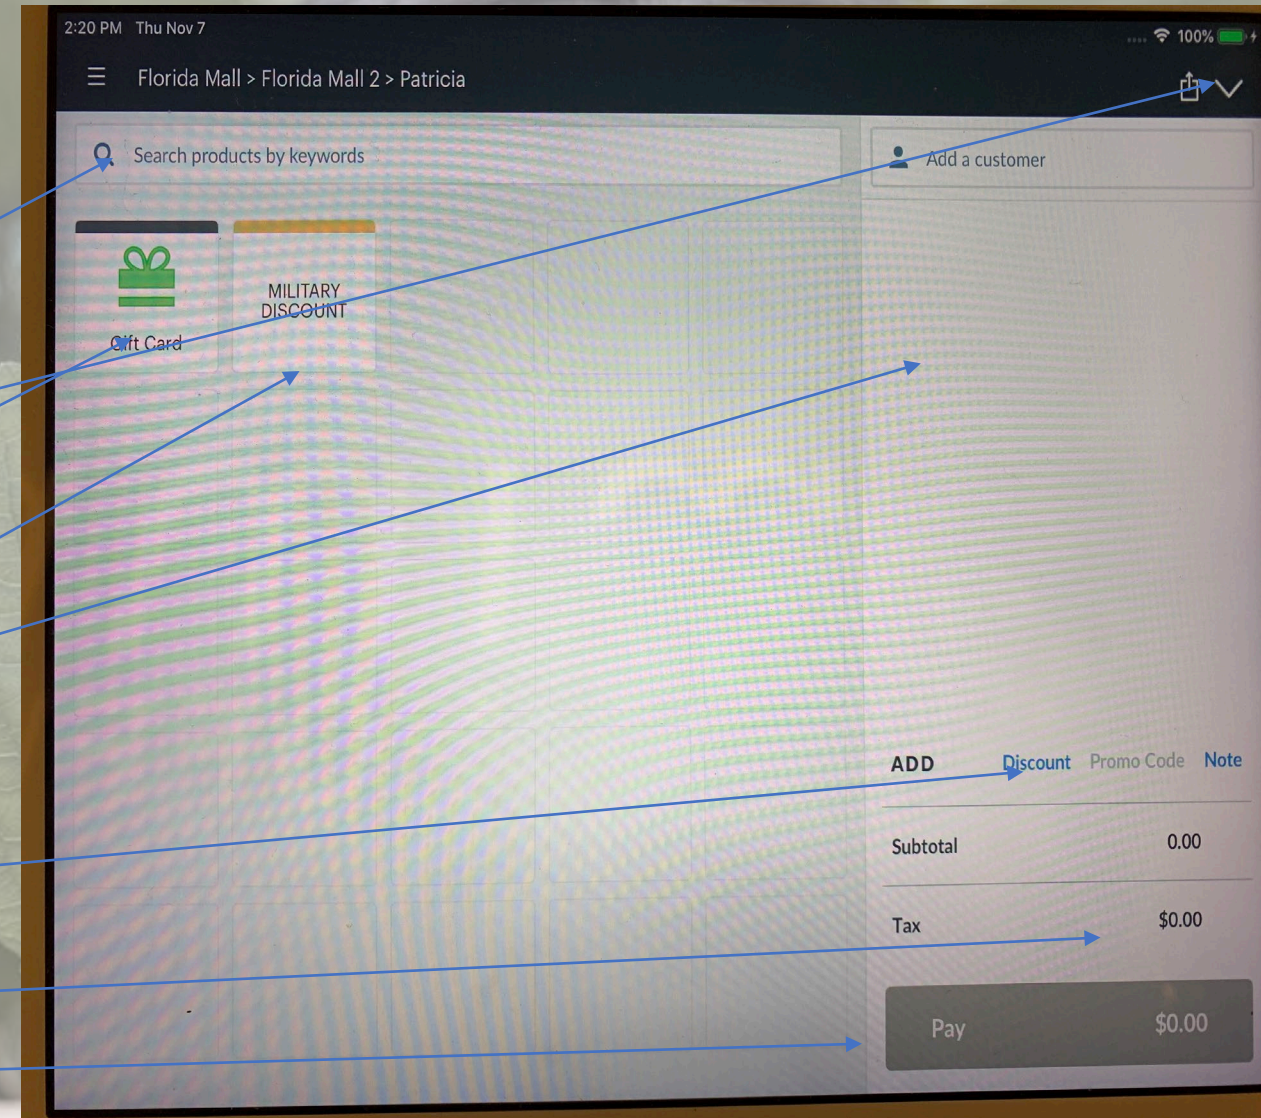 2:20 PM Thu Nov 7
100%
Florida Mall > Florida Mall 2 > Patricia
Search products by keywords
Add a customer
MILITARY
DISCOUNT
Gift Card
ADD Discount Promo Code Note
Subtotal 0.00
Tax $0.00
Pay $0.00